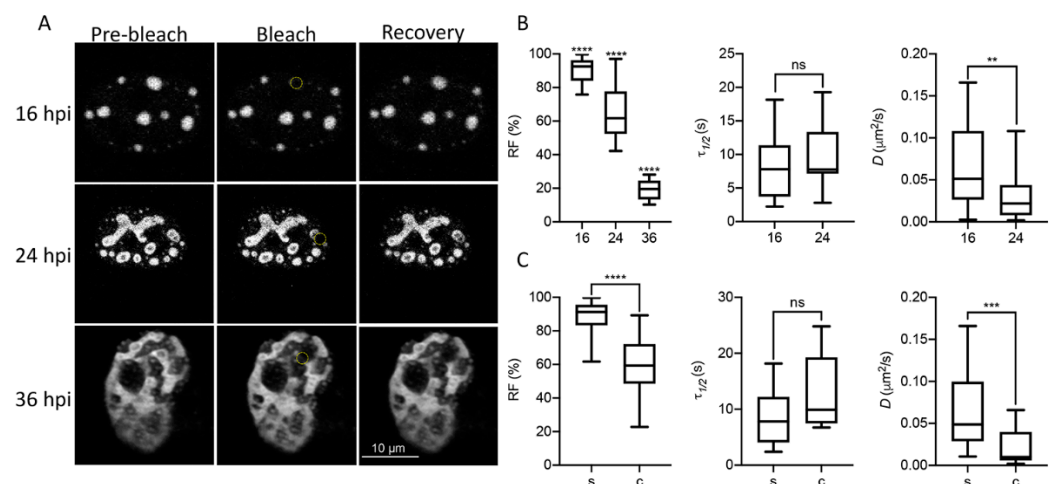 A
Pre-bleach Bleach Recovery
16 hpi
24 hpi
36 hpi
10 µm
B
RF (%)
100
80
60
40
20
0
****
****
****
16 24 36
τ1/2 (s)
25
20
15
10
5
0
ns
16 24
D (µm²/s)
0.20
0.15
0.10
0.05
0.00
**
16 24
C
RF (%)
100
80
60
40
20
0
****
s c
τ1/2 (s)
30
20
10
0
ns
s c
D (µm²/s)
0.20
0.15
0.10
0.05
0.00
***
s c